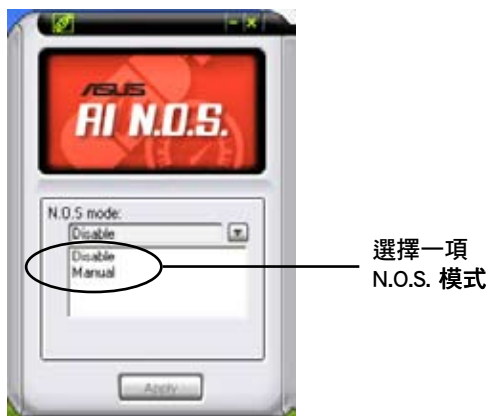 ASUS
AI N.O.S.
N.O.S mode:
Disable
Disable
Manual
選擇一項
N.O.S. 模式
Apply